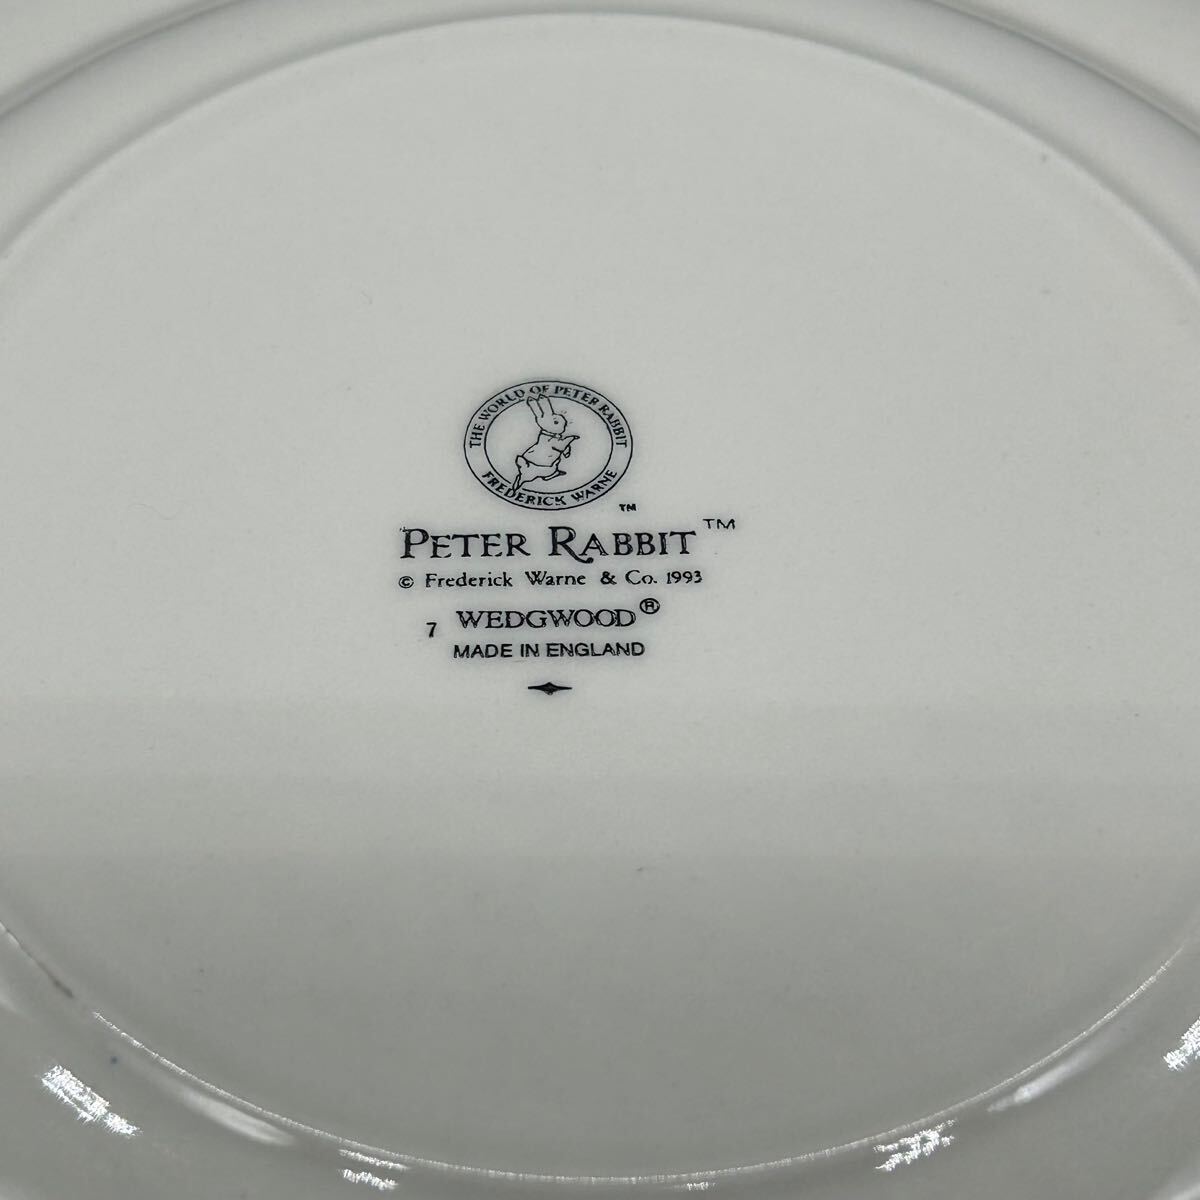 THE WORLD OF PETER RABBIT
FREDERICK WARNE
™
PETER RABBIT™
© Frederick Warne & Co. 1993
7 WEDGWOOD®
MADE IN ENGLAND